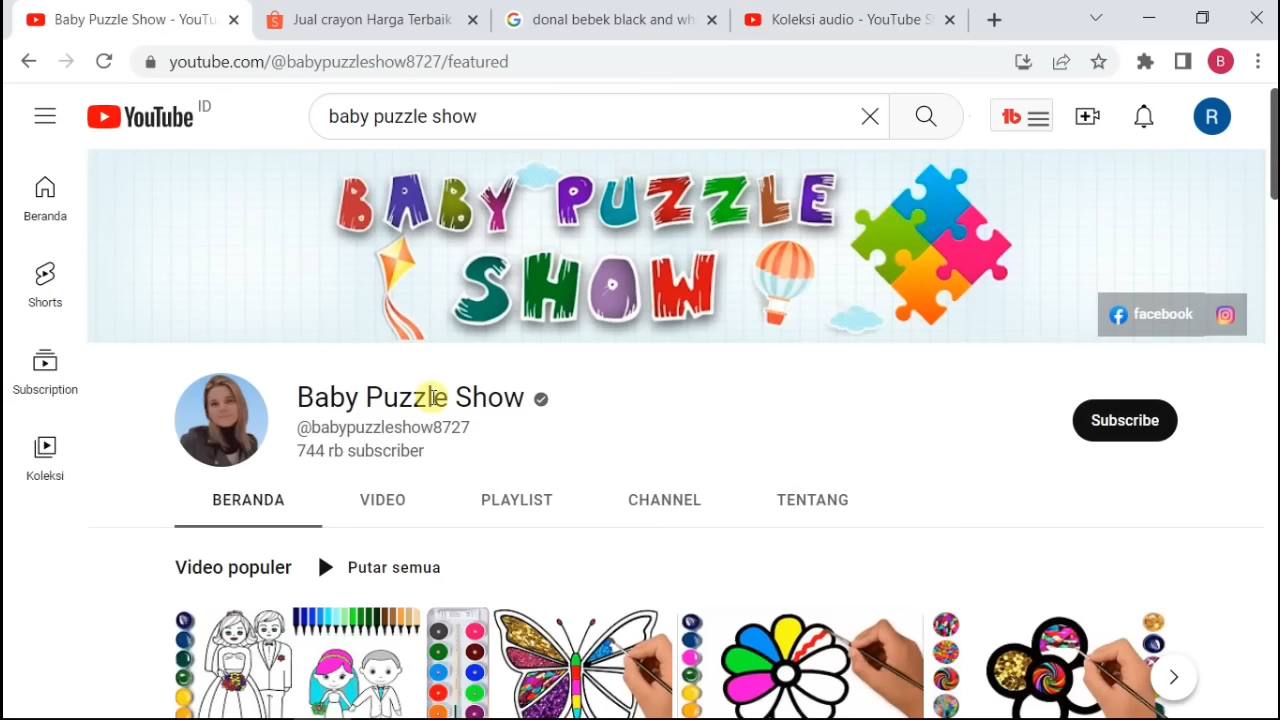 Baby Puzzle Show - YouTu
Jual crayon Harga Terbaik
donal bebek black and wh
Koleksi audio - YouTube S
youtube.com/@babypuzzleshow8727/featured
B
YouTube ID
baby puzzle show
tb
R
Beranda
Shorts
Subscription
Koleksi
BABY PUZZLE
SHOW
facebook
Baby Puzzle Show
@babypuzzleshow8727
744 rb subscriber
Subscribe
BERANDA VIDEO PLAYLIST CHANNEL TENTANG
Video populer Putar semua